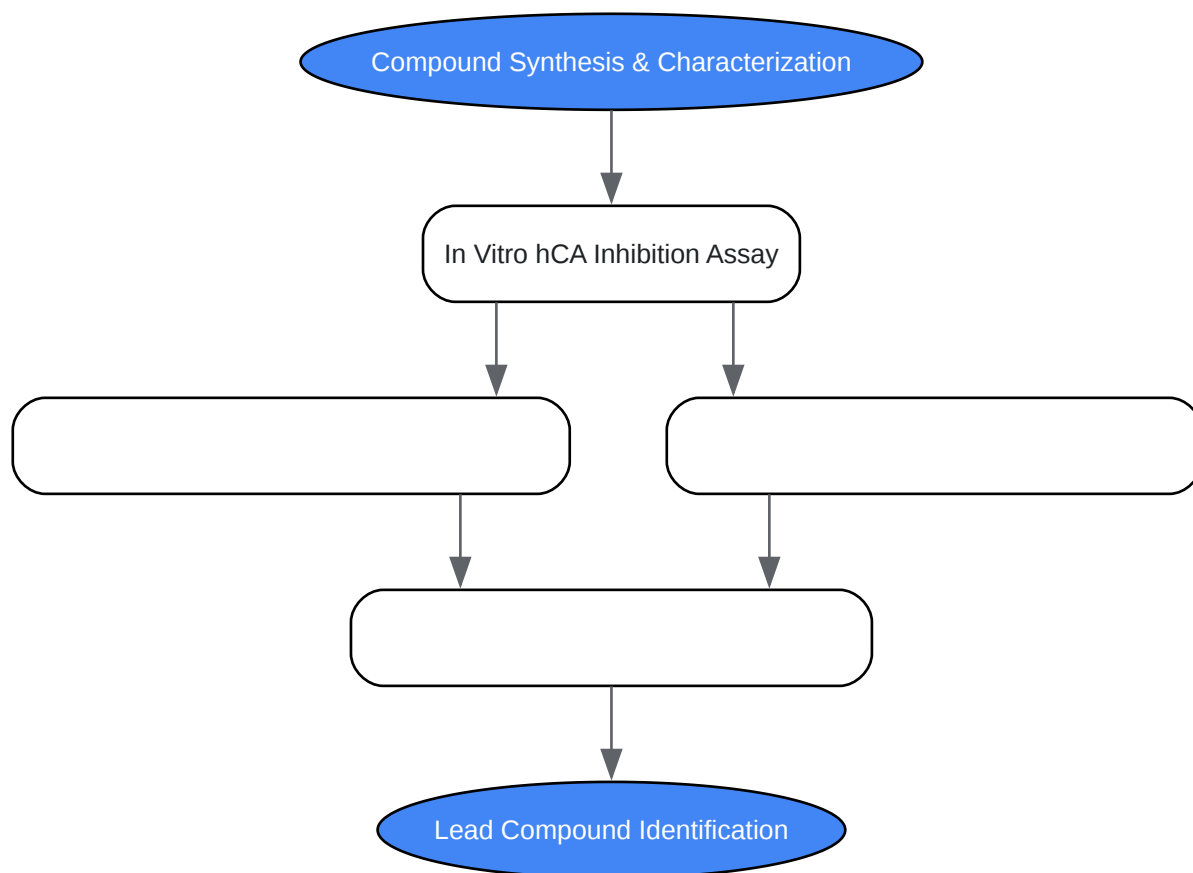 Compound Synthesis & Characterization
In Vitro hCA Inhibition Assay
Lead Compound Identification